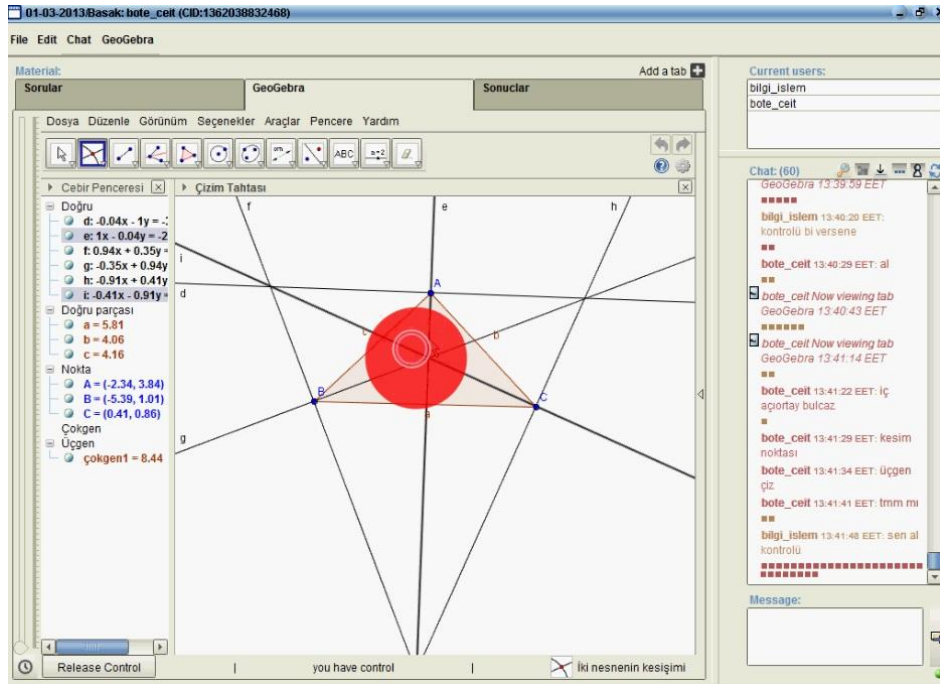 01-03-2013/Basak: bote_ceit (CID:1362038832468)
File Edit Chat GeoGebra
Material:
Add a tab
Sorular GeoGebra Sonuclar
Dosya Düzenle Görünüm Seçenekler Araçlar Pencere Yardım
ABC a=2
Cebir Penceresi
Çizim Tahtası
Doğru
d: -0.04x - 1y = -
e: 1x - 0.04y = -2
f: 0.94x + 0.35y =
g: -0.35x + 0.94y
h: -0.91x + 0.41y
i: -0.41x - 0.91y =
Doğru parçası
a = 5.81
b = 4.06
c = 4.16
Nokta
A = (-2.34, 3.84)
B = (-5.39, 1.01)
C = (0.41, 0.86)
Çokgen
Üçgen
çokgen1 = 8.44
f e h
i
d
A
c b
B
C
a
g
Release Control | you have control | İki nesnenin kesişimi
Current users:
bilgi_islem
bote_ceit
Chat: (60)
GeoGebra 13:39:59 EET
bilgi_islem 13:40:20 EET:
kontrolü bi versene
bote_ceit 13:40:29 EET: al
bote_ceit Now viewing tab
GeoGebra 13:40:43 EET
bote_ceit Now viewing tab
GeoGebra 13:41:14 EET
bote_ceit 13:41:22 EET: iç
açıortay bulcaz
bote_ceit 13:41:29 EET: kesim
noktası
bote_ceit 13:41:34 EET: üçgen
çiz
bote_ceit 13:41:41 EET: tmm mı
bilgi_islem 13:41:48 EET: sen al
kontrolü
Message: